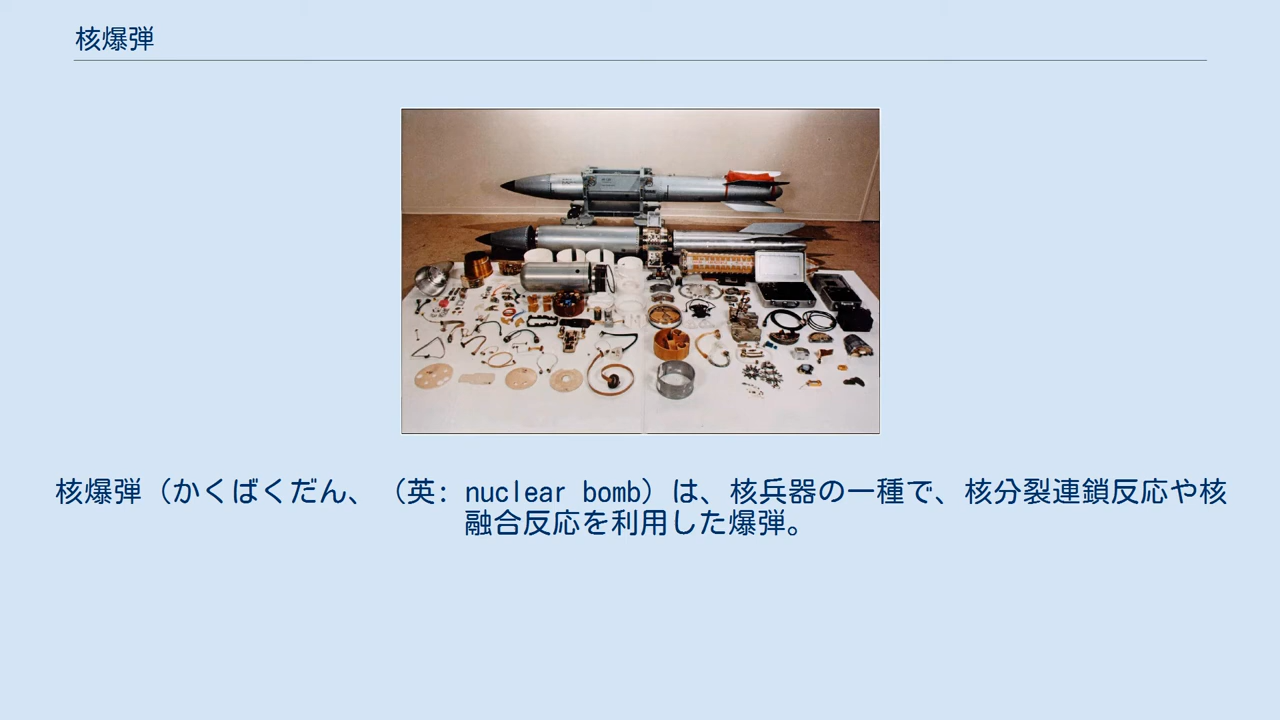 核爆弾
核爆弾（かくばくだん、（英: nuclear bomb）は、核兵器の一種で、核分裂連鎖反応や核
融合反応を利用した爆弾。